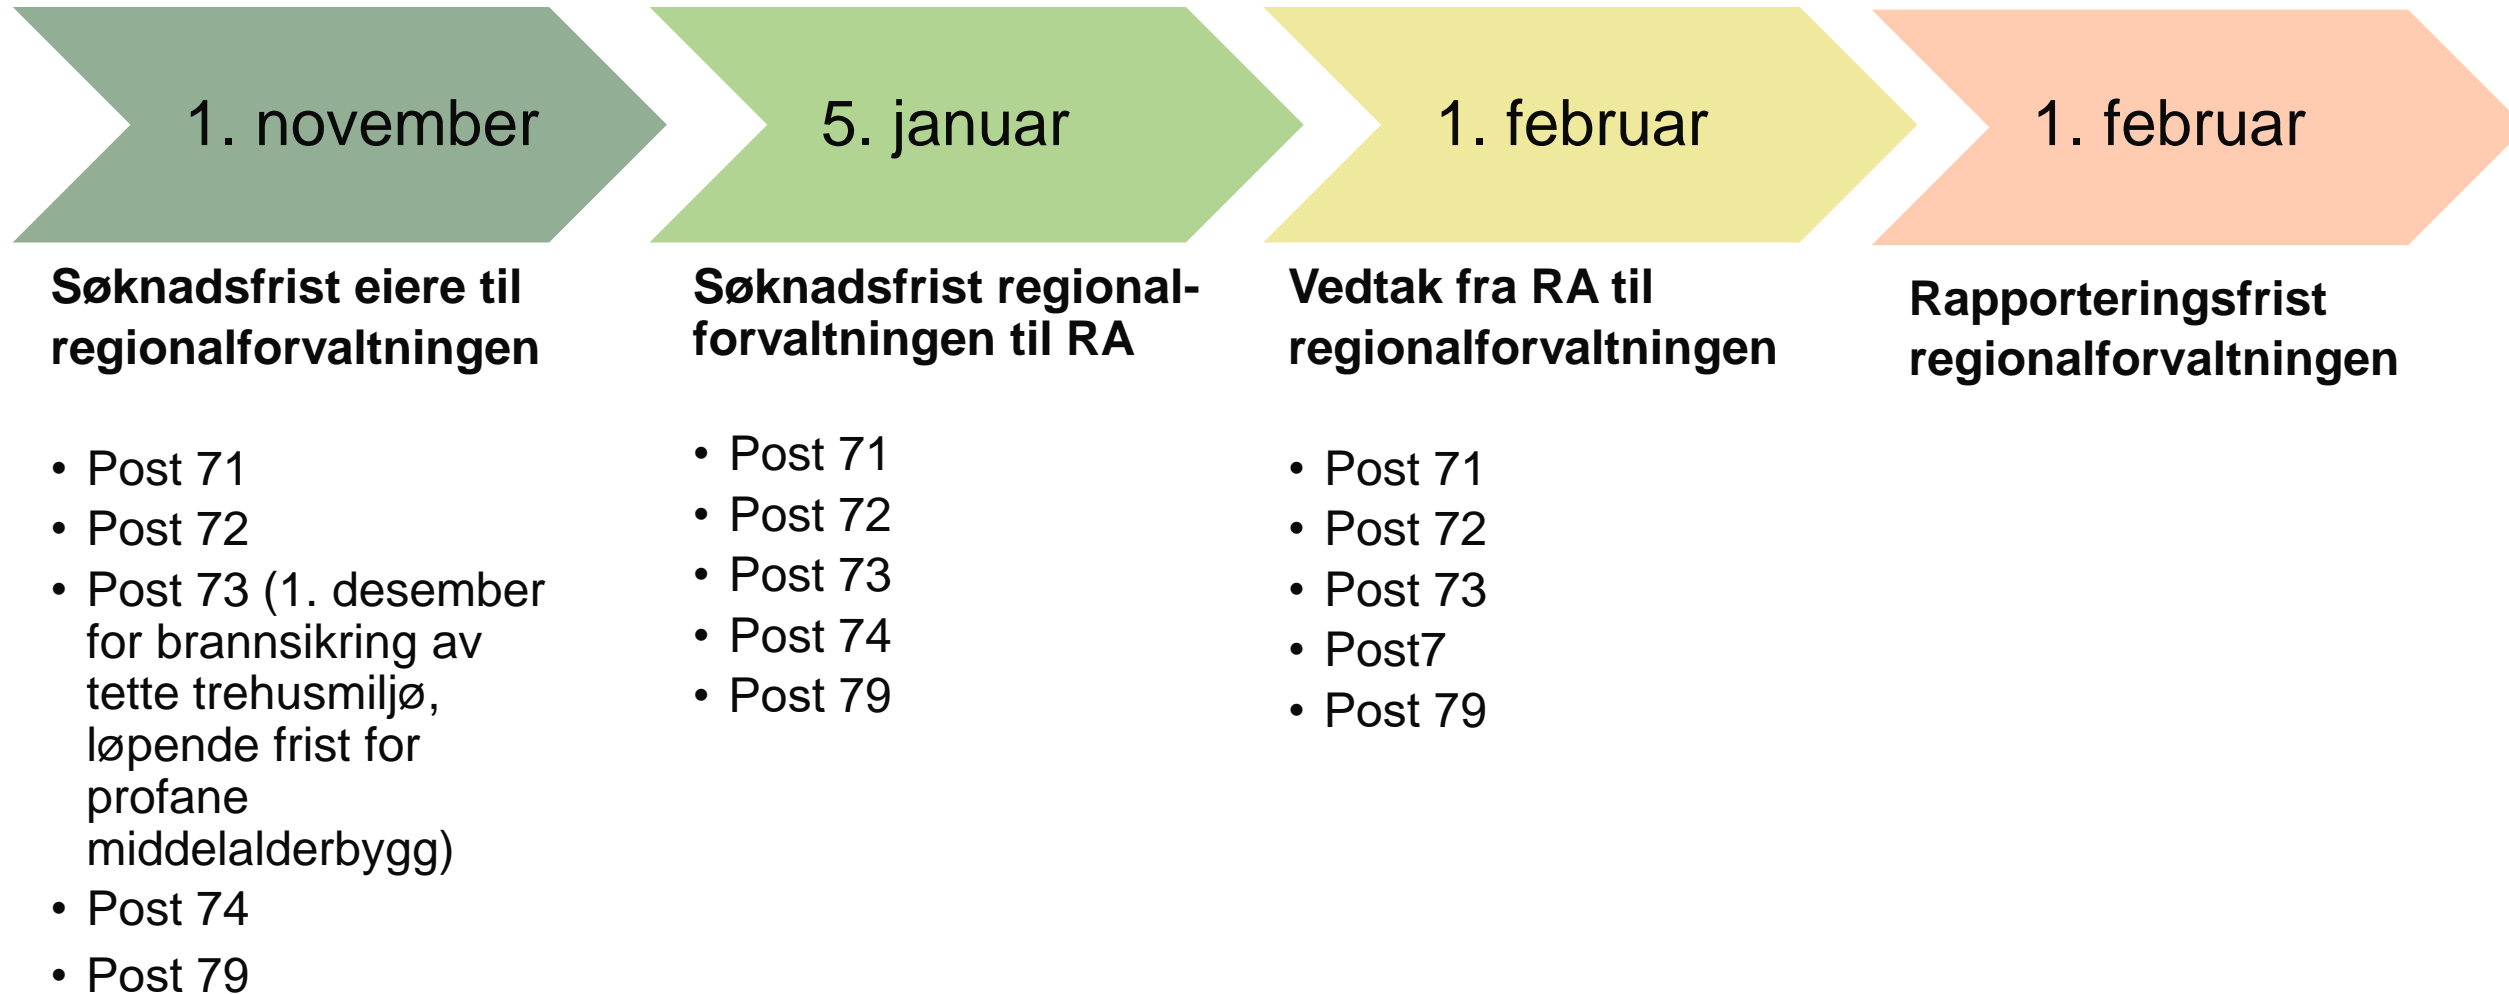 1. november
Søknadsfrist eiere til
regionalforvaltningen
• Post 71
• Post 72
• Post 73 (1. desember
for brannsikring av
tette trehusmiljø,
løpende frist for
profane
middelalderbygg)
• Post 74
• Post 79
5. januar
Søknadsfrist regional-
forvaltningen til RA
• Post 71
• Post 72
• Post 73
• Post 74
• Post 79
1. februar
Vedtak fra RA til
regionalforvaltningen
• Post 71
• Post 72
• Post 73
• Post7
• Post 79
1. februar
Rapporteringsfrist
regionalforvaltningen